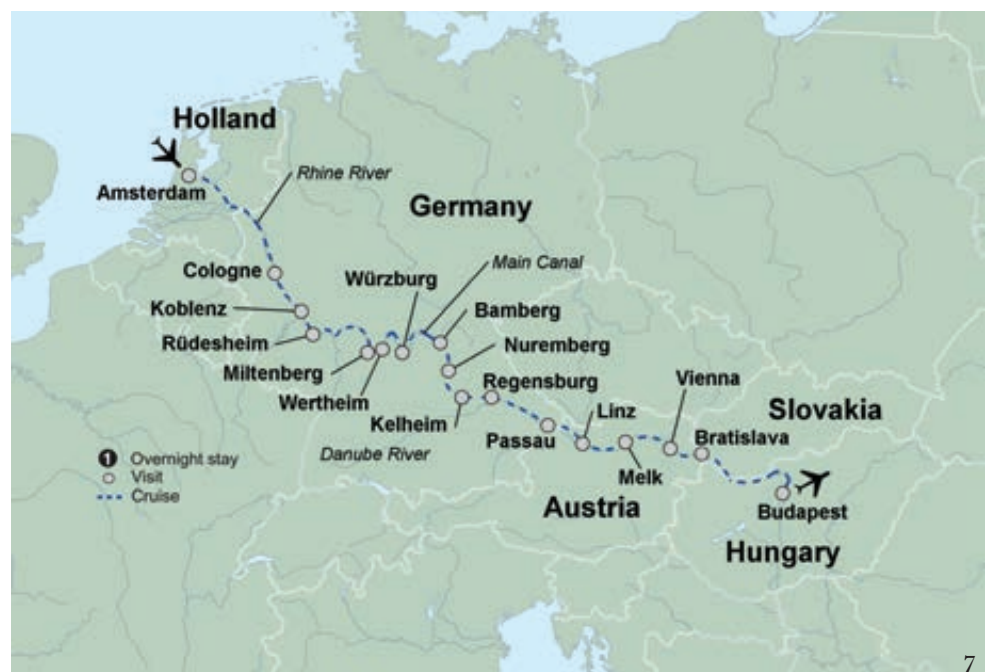 Holland
Rhine River
Amsterdam
Germany
Main Canal
Cologne
Würzburg
Koblenz
Bamberg
Rüdesheim
Nuremberg
Miltenberg
Wertheim
Regensburg
Vienna
Kelheim
Linz
Slovakia
Passau
Bratislava
Danube River
Melk
1 Overnight stay
Visit
Cruise
Austria
Budapest
Hungary
7